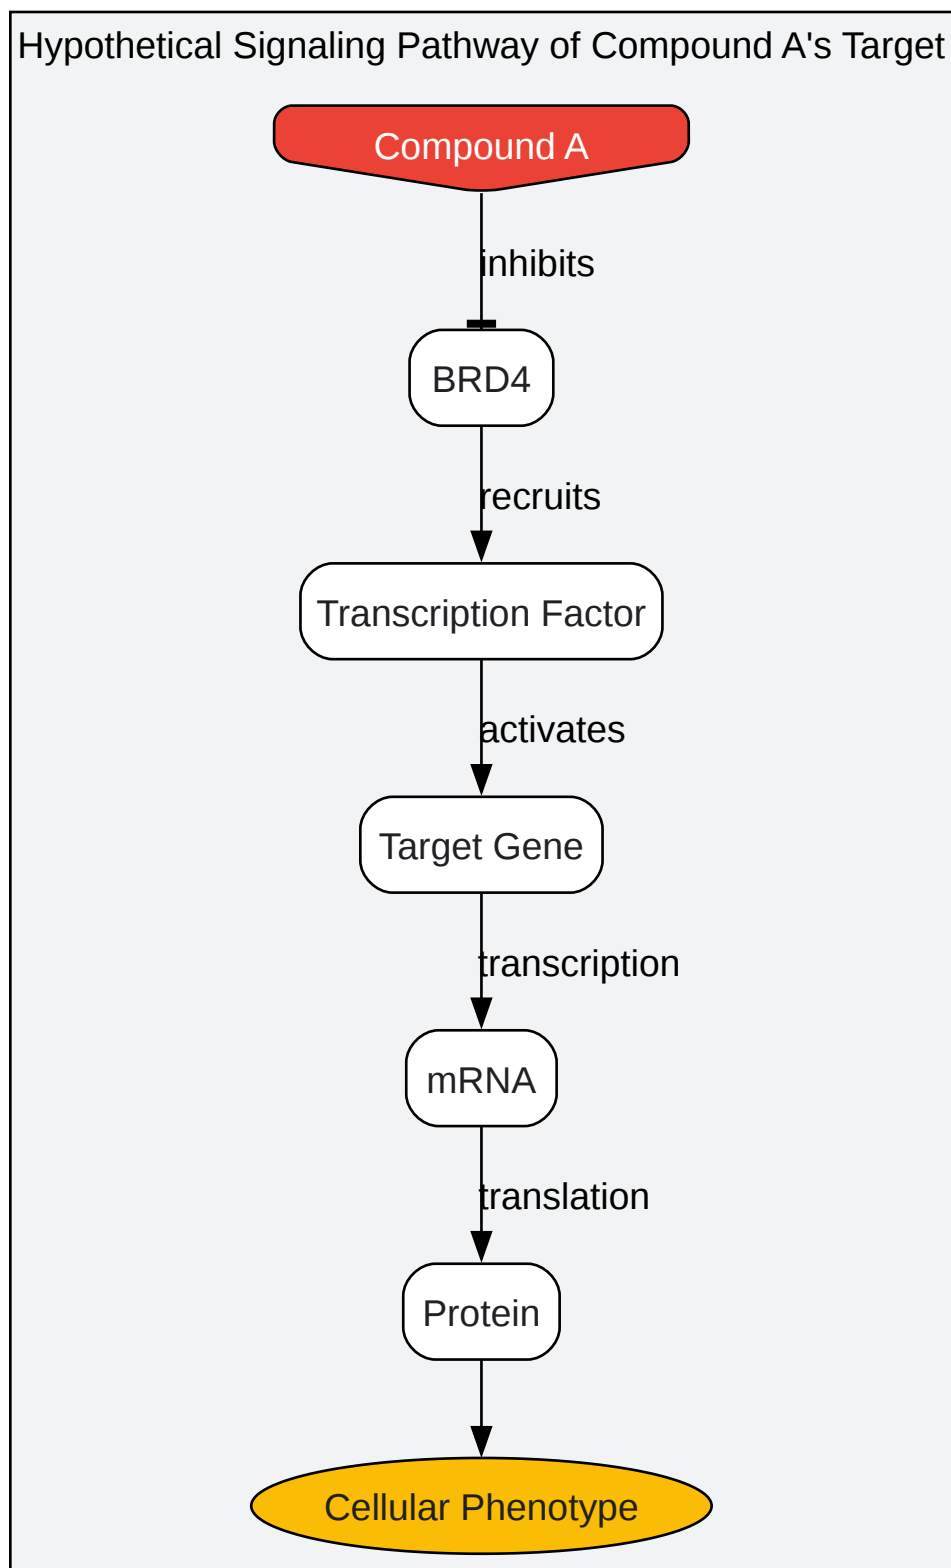 Hypothetical Signaling Pathway of Compound A's Target
Compound A
inhibits
BRD4
recruits
Transcription Factor
activates
Target Gene
transcription
mRNA
translation
Protein
Cellular Phenotype